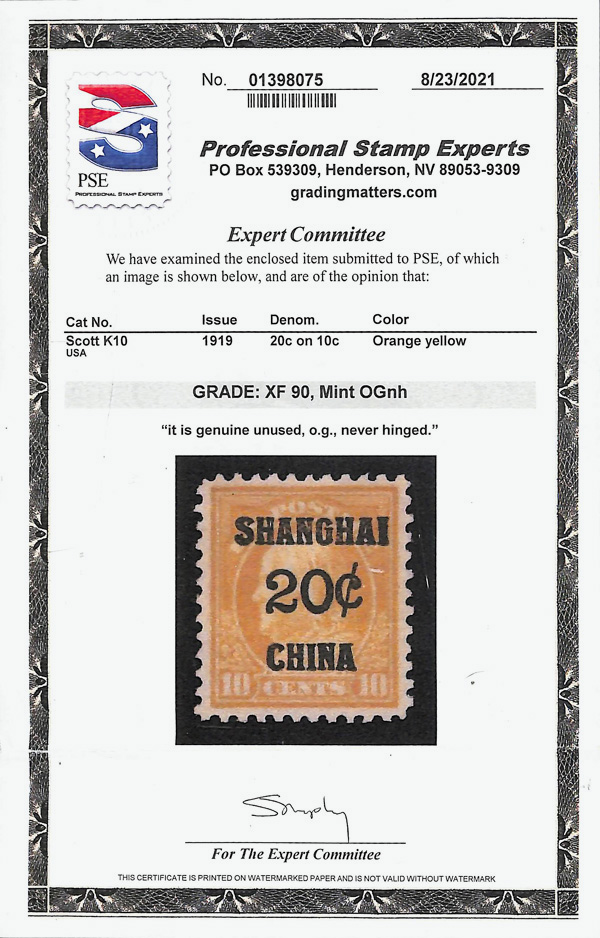 No. 01398075 8/23/2021
PSE
PROFESSIONAL STAMP EXPERTS
Professional Stamp Experts
PO Box 539309, Henderson, NV 89053-9309
gradingmatters.com
Expert Committee
We have examined the enclosed item submitted to PSE, of which
an image is shown below, and are of the opinion that:
Cat No. Issue Denom. Color
Scott K10 1919 20c on 10c Orange yellow
USA
GRADE: XF 90, Mint OGnh
“it is genuine unused, o.g., never hinged.”
POST
SHANGHAI
20¢
CHINA
10 CENTS 10
For The Expert Committee
THIS CERTIFICATE IS PRINTED ON WATERMARKED PAPER AND IS NOT VALID WITHOUT WATERMARK